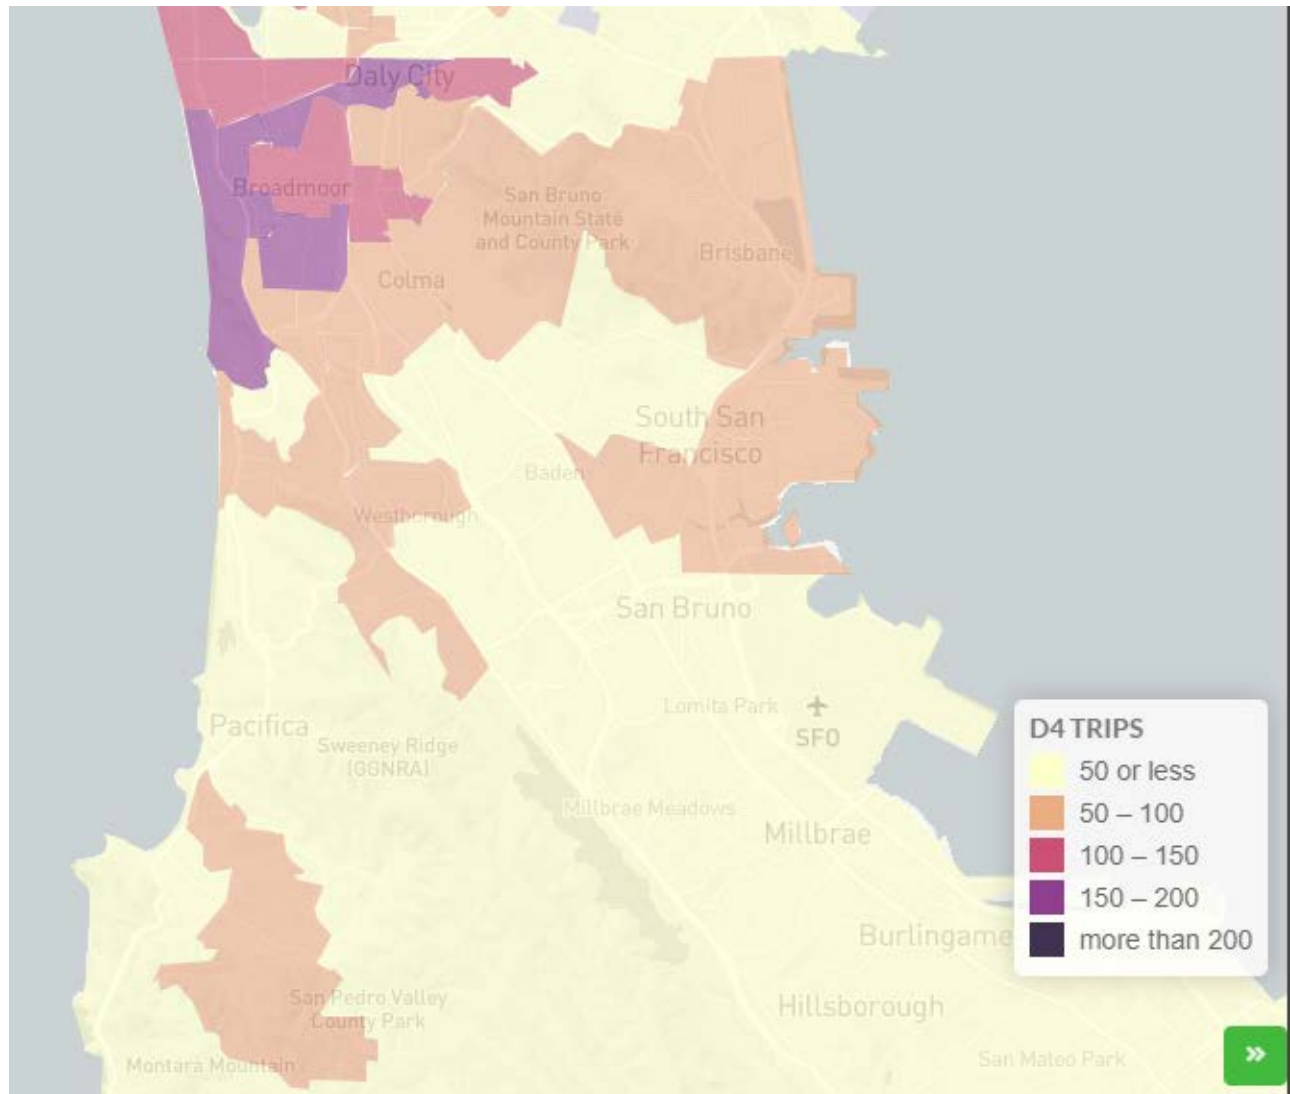 Daly City
Broadmoor
San Bruno
Mountain State
and County Park
Brisbane
Colma
South San
Francisco
Baden
Westborough
San Bruno
Lomita Park
SFO
Pacifica
Sweeney Ridge
(GGNRA)
Millbrae Meadows
Millbrae
Burlingame
San Pedro Valley
County Park
Hillsborough
Montara Mountain
San Mateo Park
D4 TRIPS
50 or less
50 – 100
100 – 150
150 – 200
more than 200
»